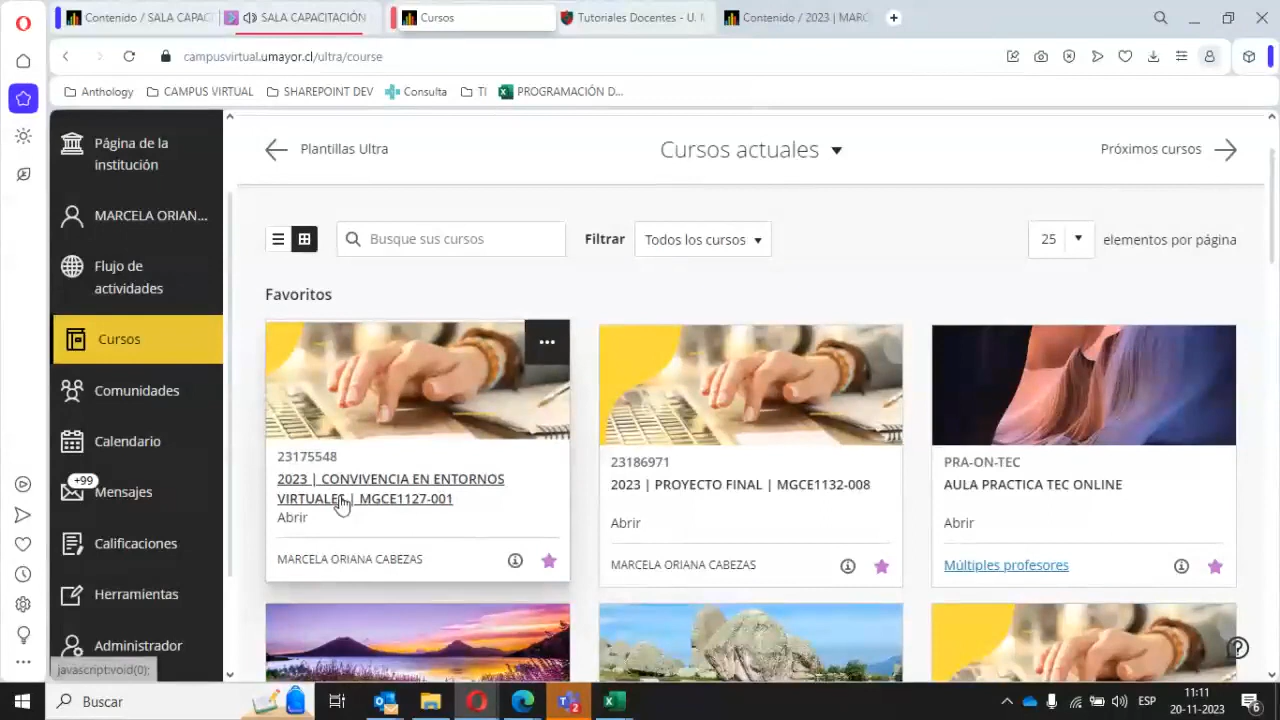 Contenido / SALA CAPAC
SALA CAPACITACIÓN
Cursos
Tutoriales Docentes - U. M
Contenido / 2023 | MARC
campusvirtual.umayor.cl/ultra/course
Anthology
CAMPUS VIRTUAL
SHAREPOINT DEV
Consulta
TI
PROGRAMACIÓN D...
Página de la
institución
MARCELA ORIAN...
Flujo de
actividades
Cursos
Comunidades
Calendario
+99
Mensajes
Calificaciones
Herramientas
Administrador
javascript:void(0);
Plantillas Ultra
Cursos actuales
Próximos cursos
Busque sus cursos
Filtrar
Todos los cursos
25
elementos por página
Favoritos
23175548
2023 | CONVIVENCIA EN ENTORNOS
VIRTUALES | MGCE1127-001
Abrir
MARCELA ORIANA CABEZAS
23186971
2023 | PROYECTO FINAL | MGCE1132-008
Abrir
MARCELA ORIANA CABEZAS
PRA-ON-TEC
AULA PRACTICA TEC ONLINE
Abrir
Múltiples profesores
Buscar
ESP
11:11
20-11-2023
6